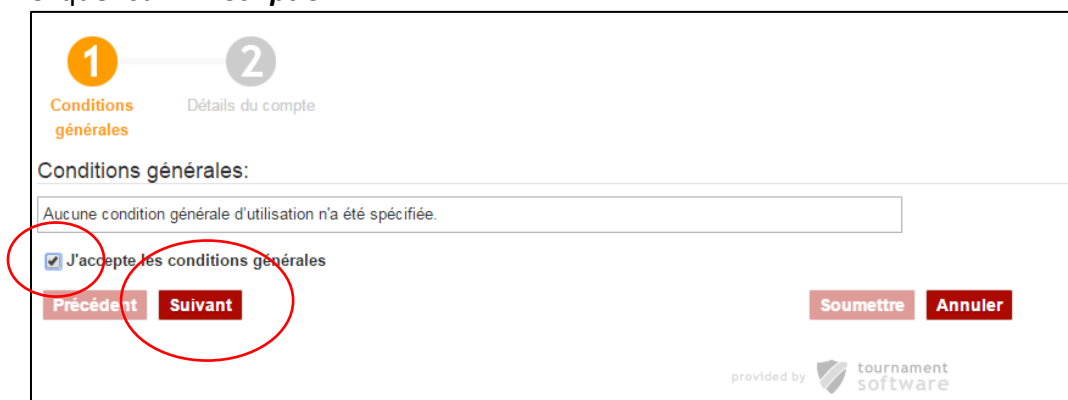 1 2
Conditions générales Détails du compte
Conditions générales:
Aucune condition générale d'utilisation n'a été spécifiée.
J'accepte les conditions générales
Précédent Suivant Soumettre Annuler
provided by tournament software